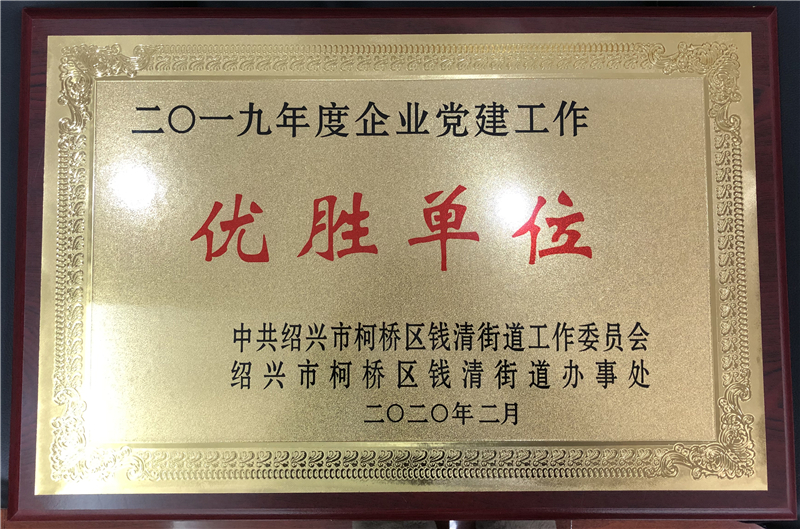 二〇一九年度企业党建工作
优胜单位
中共绍兴市柯桥区钱清街道工作委员会
绍兴市柯桥区钱清街道办事处
二〇二〇年二月